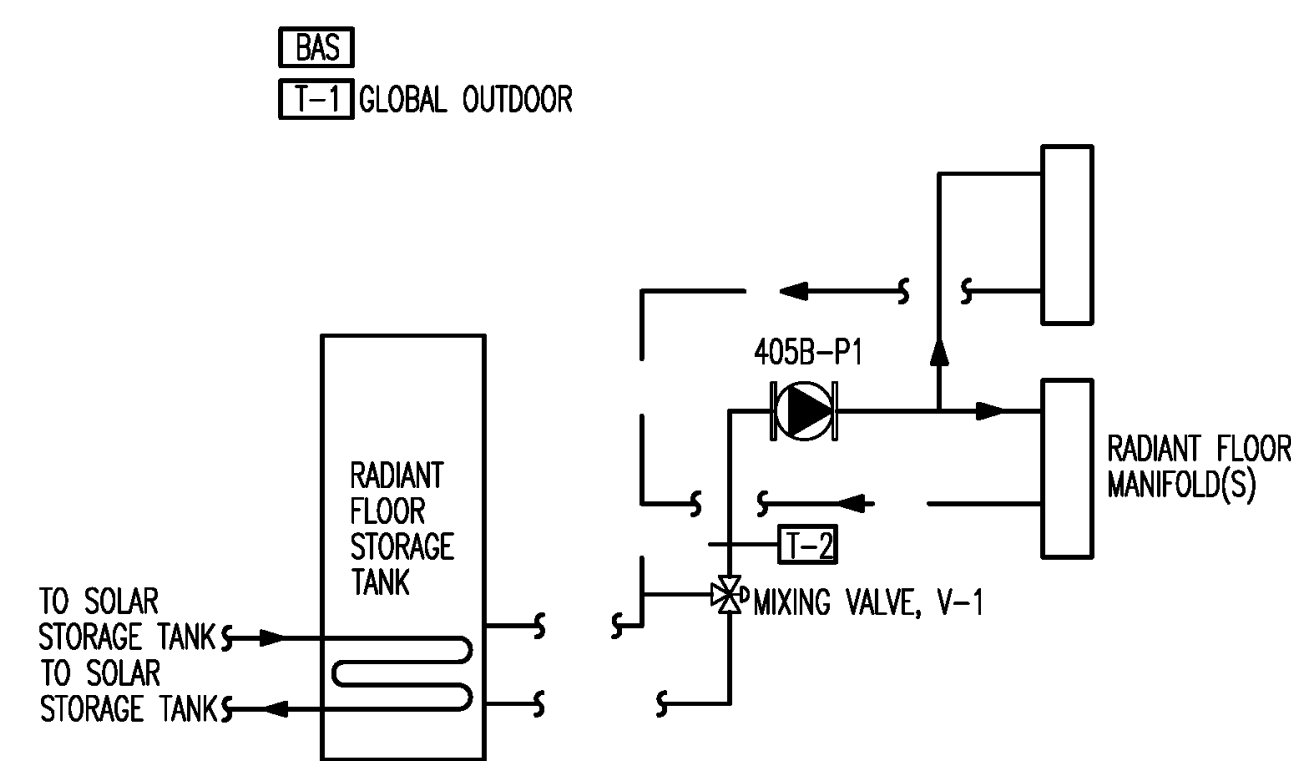 BAS
T-1 GLOBAL OUTDOOR
405B-P1
RADIANT FLOOR
MANIFOLD(S)
RADIANT
FLOOR
STORAGE
TANK
T-2
MIXING VALVE, V-1
TO SOLAR
STORAGE TANK
TO SOLAR
STORAGE TANK